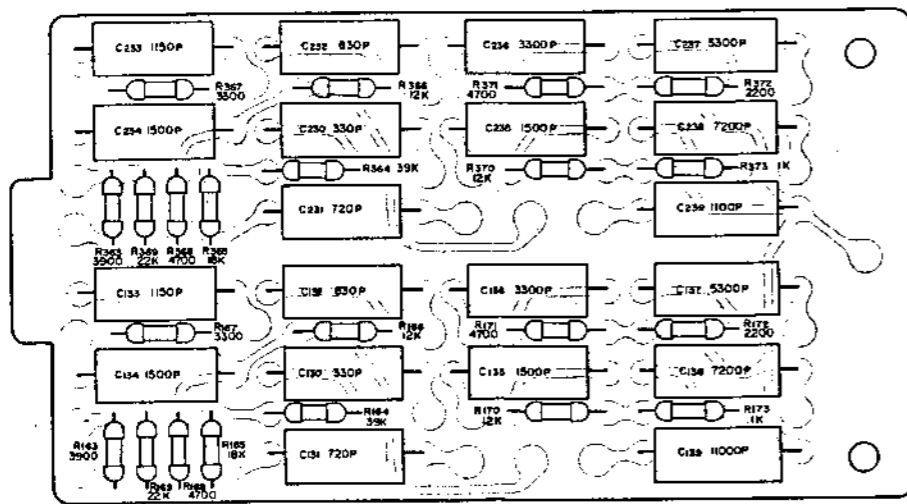 C233 1150P
C232 830P
C236 3300P
C237 5300P
R367
3300
R366
12K
R371
4700
R372
2200
C234 1500P
C230 330P
C235 1500P
C238 7200P
R364 39K
R370
12K
R373 1K
C231 720P
C239 1100P
R363
3900
R369
22K
R368
4700
R365
18K
C133 1150P
C132 830P
C136 3300P
C137 5300P
R167
3300
R166
12K
R171
4700
R172
2200
C134 1500P
C130 330P
C135 1500P
C138 7200P
R164
39K
R170
12K
R173
1K
R163
3900
R165
18K
C131 720P
C139 11000P
R169
22K
R168
4700